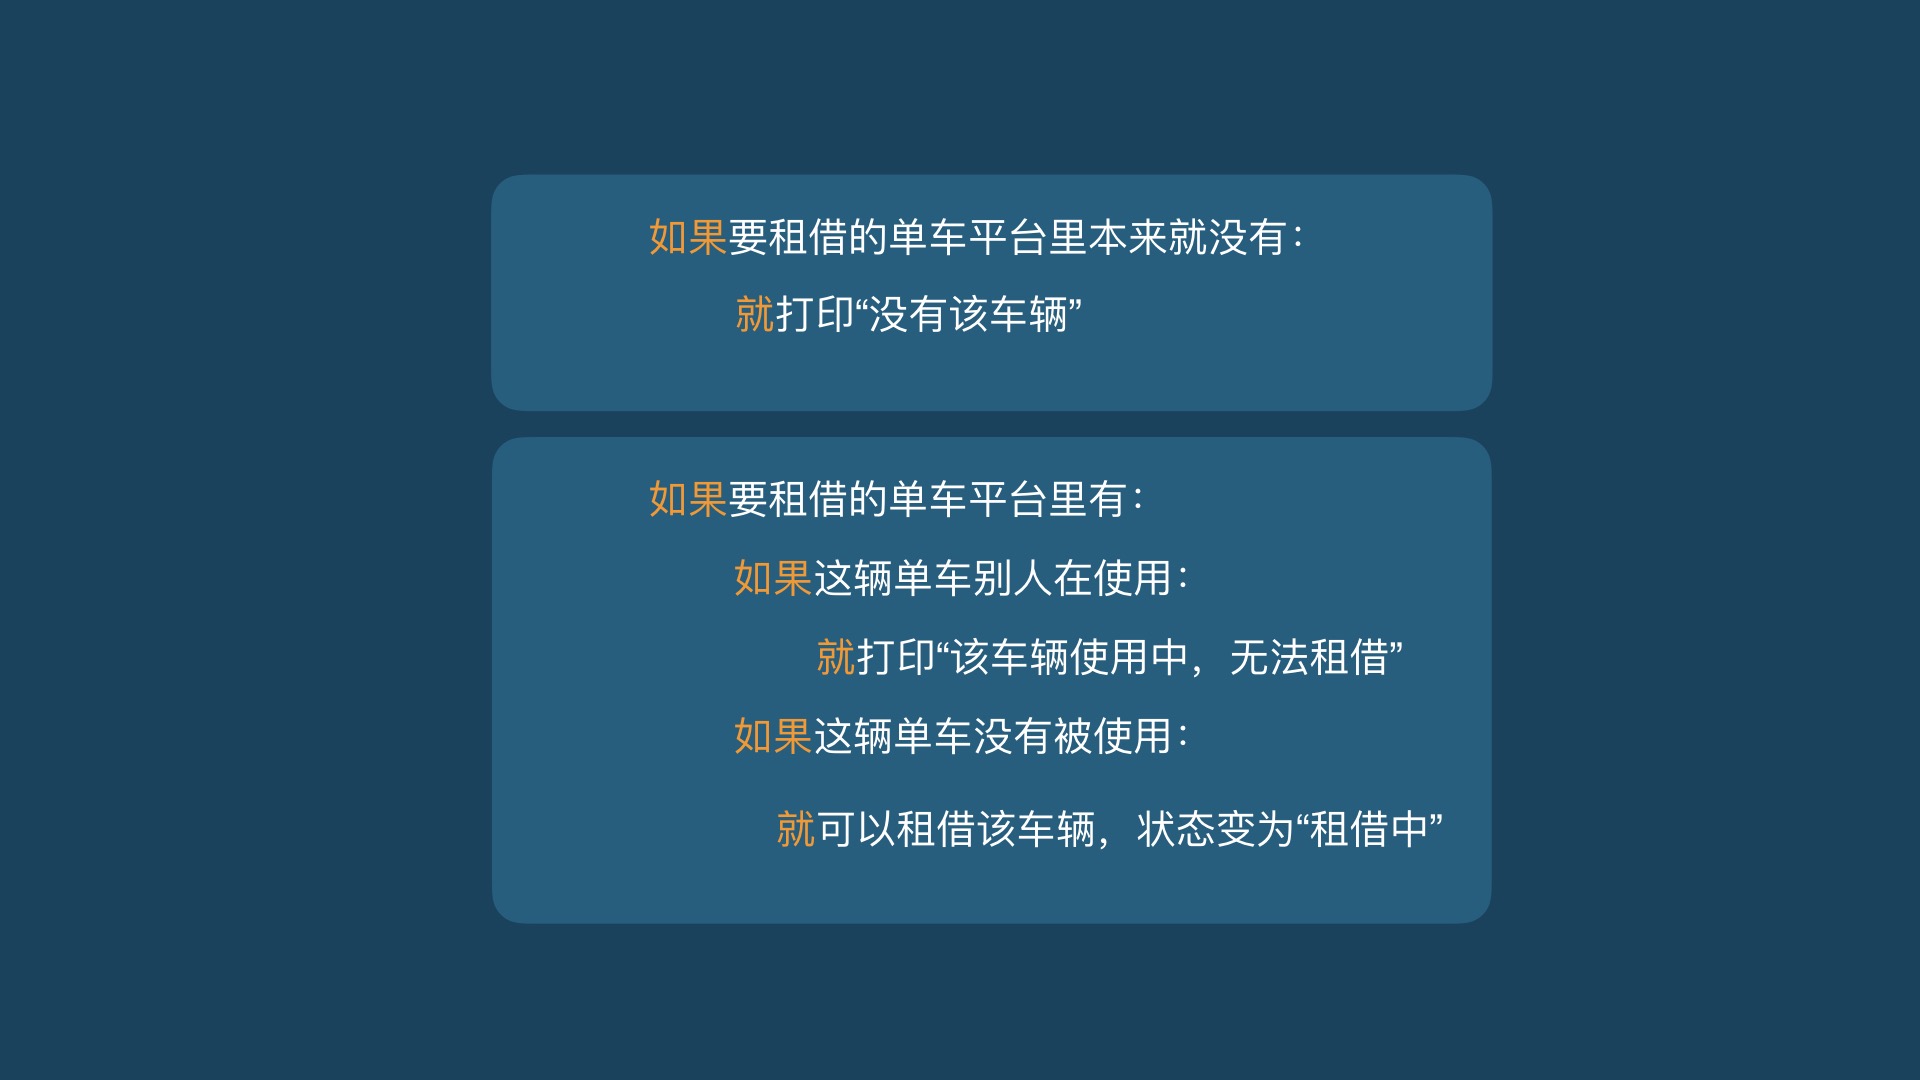 如果要租借的单车平台里本来就没有：
就打印“没有该车辆”
如果要租借的单车平台里有：
如果这辆单车别人在使用：
就打印“该车辆使用中，无法租借”
如果这辆单车没有被使用：
就可以租借该车辆，状态变为“租借中”